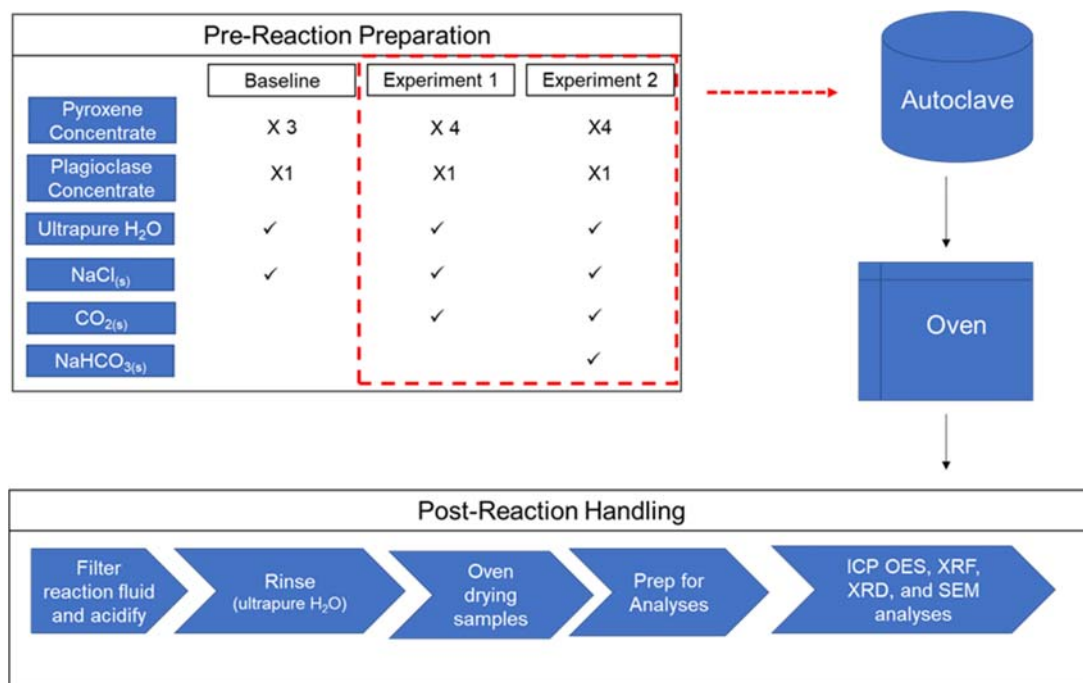 Pre-Reaction Preparation
Baseline Experiment 1 Experiment 2
Pyroxene
Concentrate
X 3 X 4 X4
Plagioclase
Concentrate
X1 X1 X1
Ultrapure H₂O ✓ ✓ ✓
NaCl₍s₎ ✓ ✓ ✓
CO₂₍s₎ ✓ ✓
NaHCO₃₍s₎ ✓
Autoclave
Oven
Post-Reaction Handling
Filter
reaction fluid
and acidify
Rinse
(ultrapure H₂O)
Oven
drying
samples
Prep for
Analyses
ICP OES, XRF,
XRD, and SEM
analyses